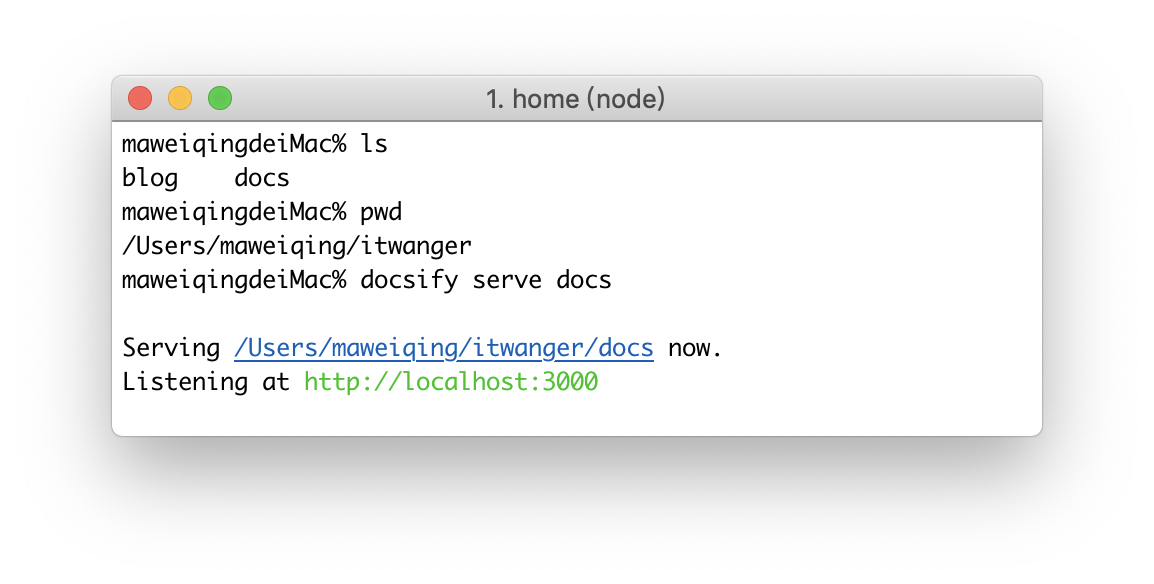 1. home (node)
maweiqingdeiMac% ls
blog    docs
maweiqingdeiMac% pwd
/Users/maweiqing/itwanger
maweiqingdeiMac% docsify serve docs
Serving /Users/maweiqing/itwanger/docs now.
Listening at http://localhost:3000